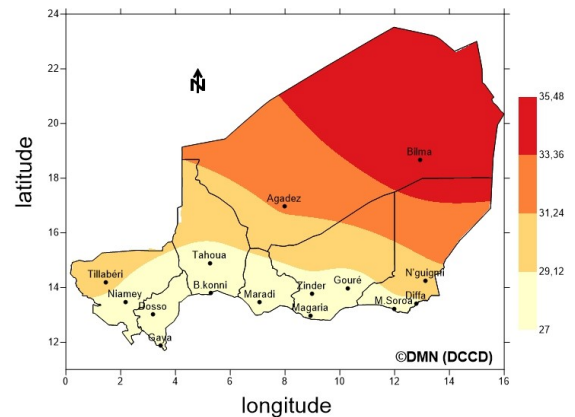 24
22
20
18
16
14
12
latitude
N
Bilma
Agadez
Tahoua
Tillabéri
N'guigmi
B.konni
Niamey
Dosso
Gaya
Maradi
Zinder
Gouré
Magaria
M.Soroa
Diffa
©DMN (DCCD)
0 2 4 6 8 10 12 14 16
longitude
35,48
33,36
31,24
29,12
27